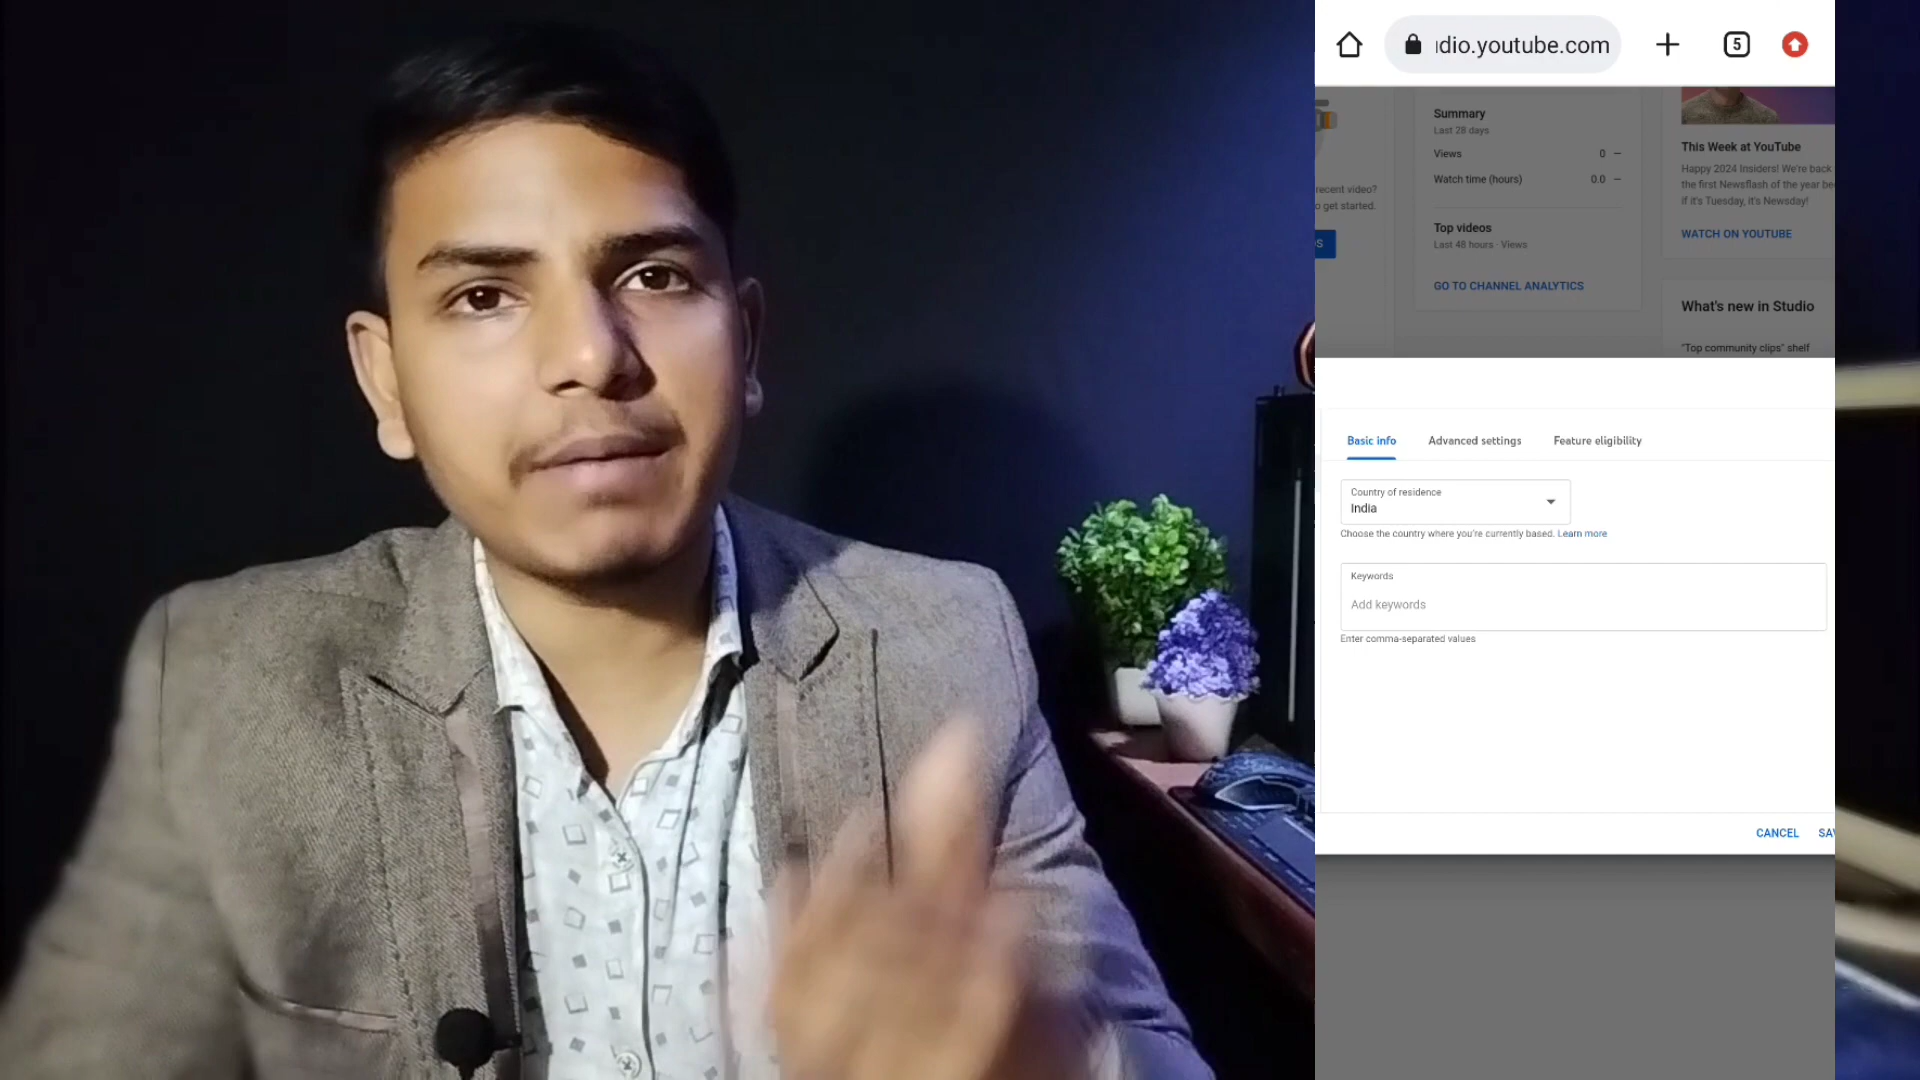 ıdio.youtube.com
5
Summary
Last 28 days
Views 0 –
Watch time (hours) 0.0 –
Top videos
Last 48 hours · Views
GO TO CHANNEL ANALYTICS
recent video?
o get started.
S
This Week at YouTube
Happy 2024 Insiders! We're back
the first Newsflash of the year be
if it's Tuesday, it's Newsday!
WATCH ON YOUTUBE
What's new in Studio
"Top community clips" shelf
Basic info Advanced settings Feature eligibility
Country of residence
India
Choose the country where you're currently based. Learn more
Keywords
Add keywords
Enter comma-separated values
CANCEL SAV